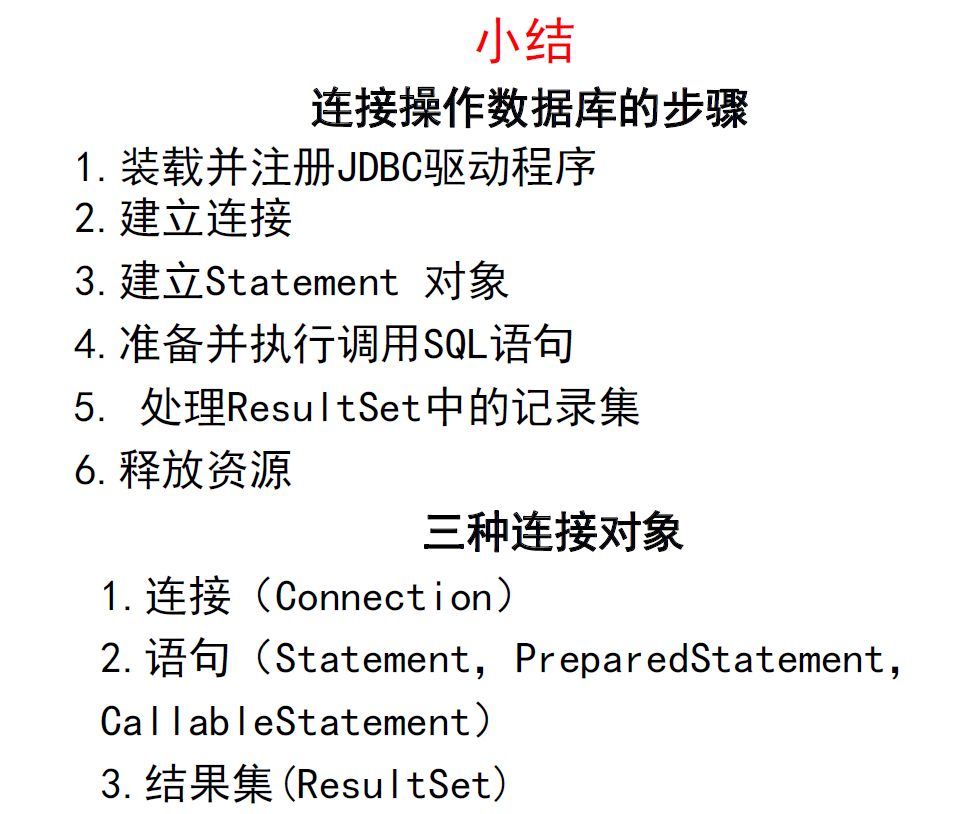 小结
连接操作数据库的步骤
1.装载并注册JDBC驱动程序
2.建立连接
3.建立Statement 对象
4.准备并执行调用SQL语句
5. 处理ResultSet中的记录集
6.释放资源
三种连接对象
1.连接（Connection）
2.语句（Statement，PreparedStatement，
CallableStatement）
3.结果集(ResultSet)